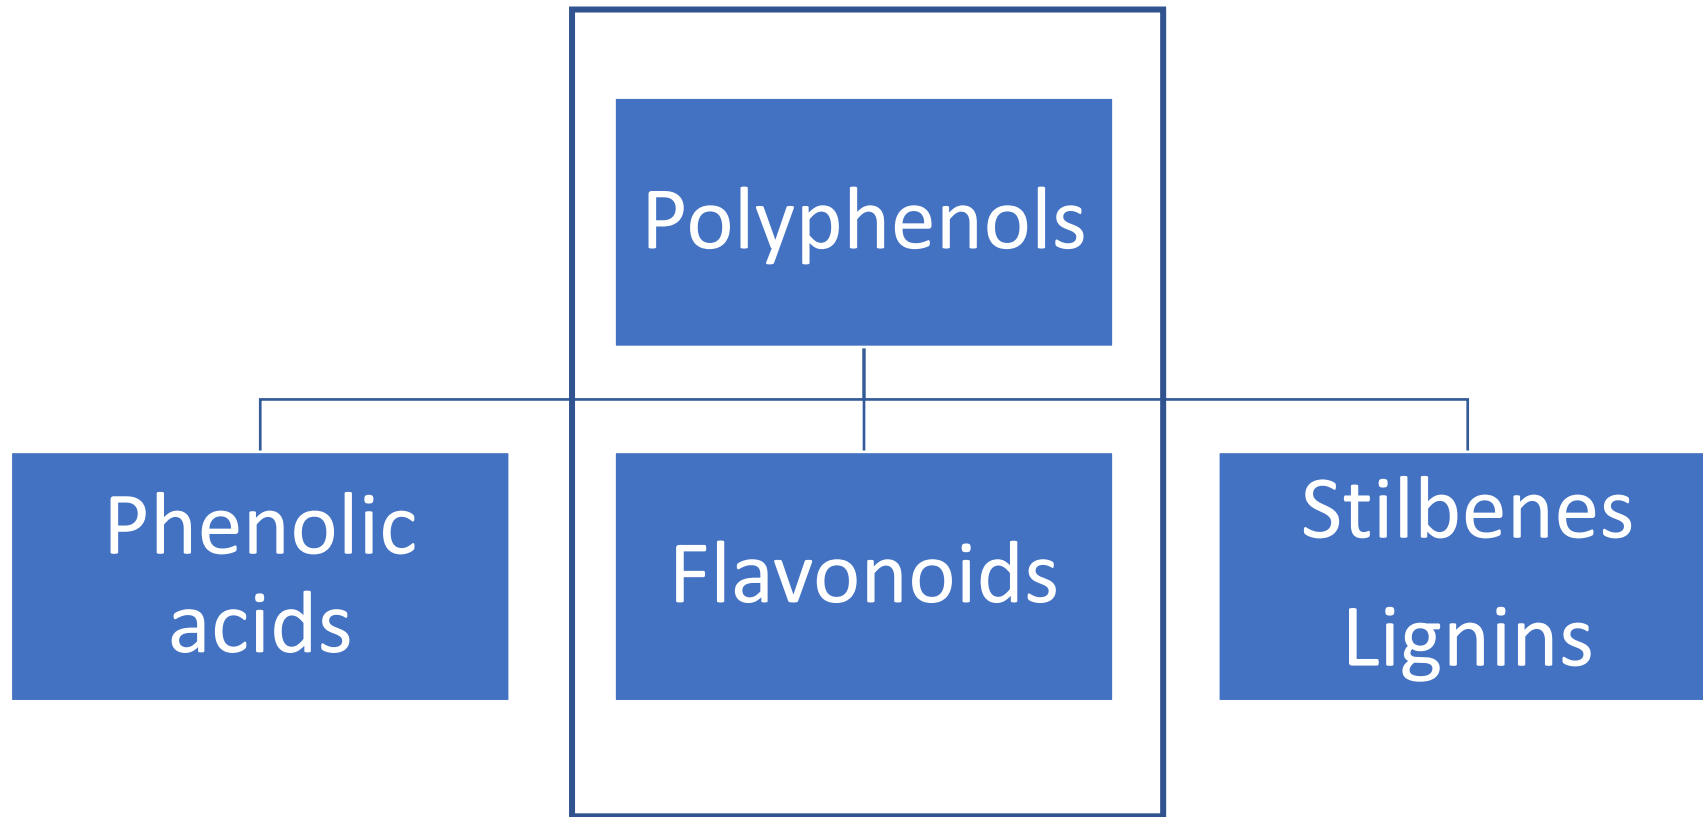 Polyphenols
Phenolic
acids
Flavonoids
Stilbenes
Lignins